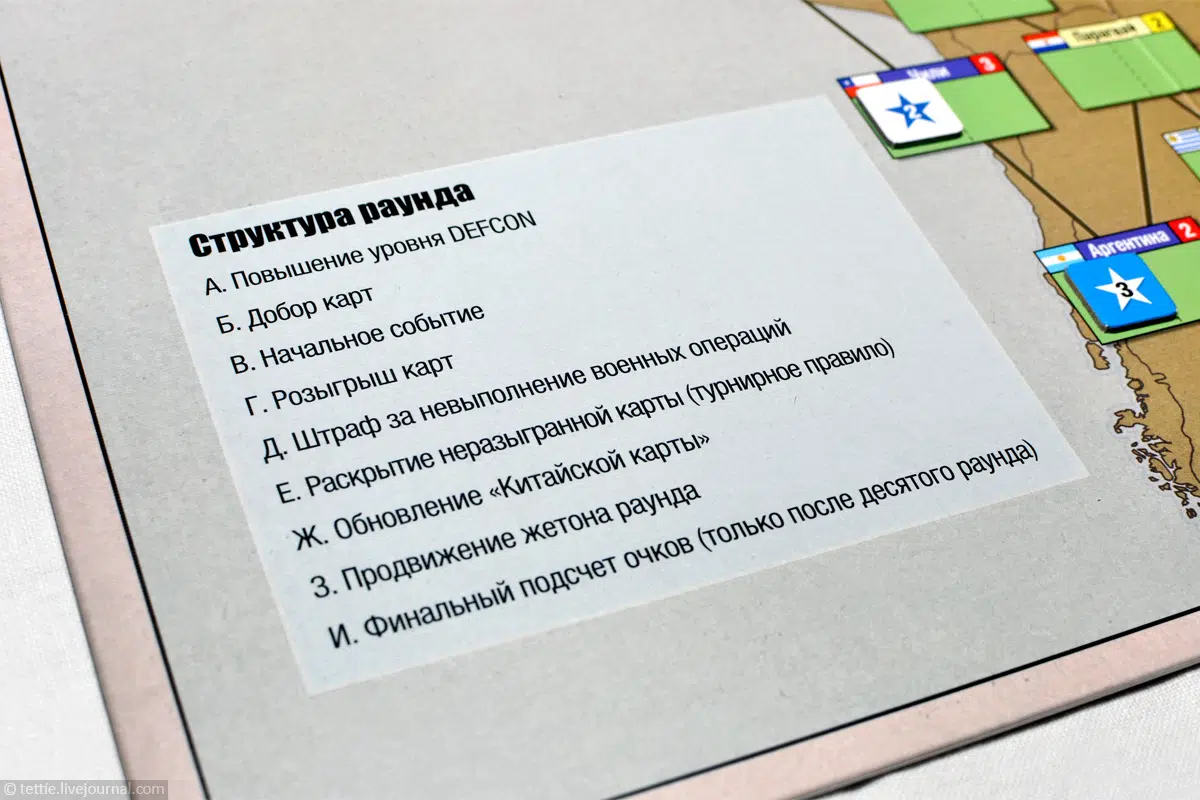 Парагвай 2
Чили 3
2
Аргентина 2
3
Структура раунда
А. Повышение уровня DEFCON
Б. Добор карт
В. Начальное событие
Г. Розыгрыш карт
Д. Штраф за невыполнение военных операций
Е. Раскрытие неразыгранной карты (турнирное правило)
Ж. Обновление «Китайской карты»
З. Продвижение жетона раунда
И. Финальный подсчет очков (только после десятого раунда)
© tettie.livejournal.com